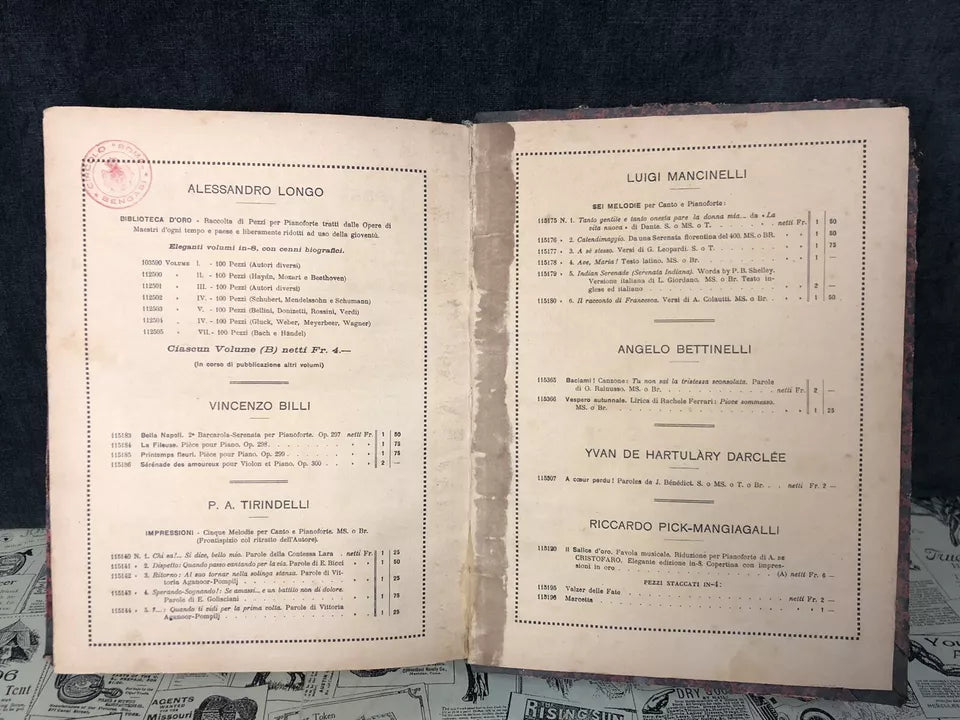 CIRCOLO "ROMA"
ALESSANDRO LONGO
BIBLIOTECA D'ORO - Raccolta di Pezzi per Pianoforte tratti dalle Opere di
Maestri d'ogni tempo e paese e liberamente ridotti ad uso della gioventù.
Eleganti volumi in-8, con cenni biografici.
103500 VOLUME I. - 100 Pezzi (Autori diversi)
112500 » II. - 100 Pezzi (Haydn, Mozart e Beethoven)
112501 » III. - 100 Pezzi (Autori diversi)
112502 » IV. - 100 Pezzi (Schubert, Mendelssohn e Schumann)
112503 » V. - 100 Pezzi (Bellini, Donizetti, Rossini, Verdi)
112504 » IV. - 100 Pezzi (Gluck, Weber, Meyerbeer, Wagner)
112505 » VII. - 100 Pezzi (Bach e Händel)
Ciascun Volume (B) netti Fr. 4.—
(In corso di pubblicazione altri volumi)
VINCENZO BILLI
115183 Bella Napoli. 2ª Barcarola-Serenata per Pianoforte. Op. 297 netti Fr. 1 50
115184 La Fileuse. Pièce pour Piano. Op. 298 . . . » » 1 75
115185 Printemps fleuri. Pièce pour Piano. Op. 299 . . . » » 1 75
115186 Sérénade des amoureux pour Violon et Piano. Op. 300 . . . » » 2 —
P. A. TIRINDELLI
IMPRESSIONI - Cinque Melodie per Canto e Pianoforte. MS. o Br.
(Frontispizio col ritratto dell'Autore).
115140 N. 1. Chi sa?... Si dice, bello mio. Parole della Contessa Lara . netti Fr. 1 25
115141 » 2. Dispetto: Quando passo cantando per la via. Parole di E. Ricci » » 1 50
115142 » 3. Ritorno: Al suo tornar nella solinga stanza. Parole di Vittoria
Aganoor-Pompilj . . . » » 1 25
115143 » 4. Sperando-Sognando!: Se amassi... e un battito non di dolore.
Parole di E. Golisciani . . . » » 1 75
115144 » 5. ?...: Quando ti vidi per la prima volta. Parole di Vittoria
Aganoor-Pompilj . . . » » 1 25
LUIGI MANCINELLI
SEI MELODIE per Canto e Pianoforte:
115175 N. 1. Tanto gentile e tanto onesta pare la donna mia... da « La
vita nuova » di Dante. S. o MS. o T. . . . netti Fr. 1 50
115176 » 2. Calendimaggio. Da una Serenata fiorentina del 400. MS. o BR. » » 1 50
115177 » 3. A sè stesso. Versi di G. Leopardi. S. o T. . . . » » 1 75
115178 » 4. Ave, Maria! Testo latino. MS. o Br. . . . » » 1 —
115179 » 5. Indian Serenade (Serenata Indiana). Words by P. B. Shelley.
Versione italiana di L. Giordano. MS. o Br. Testo inglese
ed italiano . . . » » 2 —
115180 » 6. Il racconto di Francesca. Versi di A. Colautti. MS. o Br. . » » 1 50
ANGELO BETTINELLI
115365 Baciami! Canzone: Tu non sai la tristezza sconsolata. Parole
di G. MS. o Br. . . . netti Fr. 2 —
115366 Vespero autunnale. Lirica di Rachele Ferrari: Piove sommesso.
MS. o Br. . . . » » 1 25
YVAN DE HARTULÀRY DARCLÉE
115307 A cœur perdu! Paroles de J. Bénédict. S. o MS. o T. o Br. . . netti Fr. 2 —
RICCARDO PICK-MANGIAGALLI
115120 Il Salice d'oro. Favola musicale. Riduzione per Pianoforte di A. DE
CRISTOFARO. Elegante edizione in-8. Copertina con impressioni
in oro . . . (A) netti Fr. 6 —
PEZZI STACCATI IN-4:
115195 Valzer delle Fate . . . netti Fr. 2 —
115196 Marcetta . . . » » 1 —
Tent
AGENTS
WANTED
Missouri
Token
RISING SUN
DRY